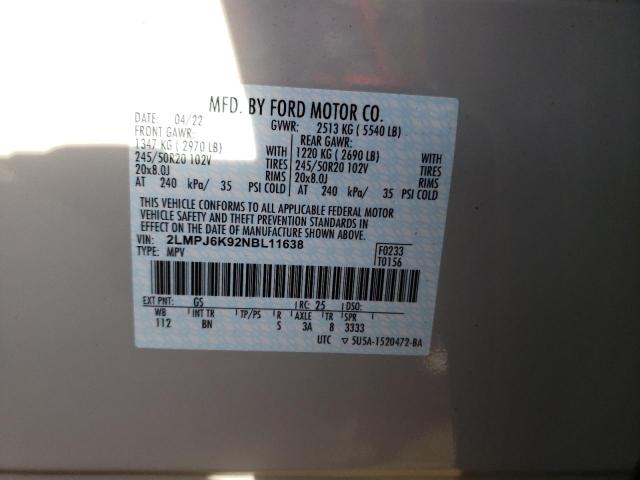 MFD. BY FORD MOTOR CO.
DATE: 04/22 GVWR: 2513 KG ( 5540 LB)
FRONT GAWR: REAR GAWR:
1347 KG ( 2970 LB) WITH 1220 KG ( 2690 LB) WITH
245/50R20 102V TIRES 245/50R20 102V TIRES
20x8.0J RIMS 20x8.0J RIMS
AT 240 kPa/ 35 PSI COLD AT 240 kPa/ 35 PSI COLD
THIS VEHICLE CONFORMS TO ALL APPLICABLE FEDERAL MOTOR
VEHICLE SAFETY AND THEFT PREVENTION STANDARDS IN
EFFECT ON THE DATE OF MANUFACTURE SHOWN ABOVE.
VIN: 2LMPJ6K92NBL11638 F0233
TYPE: MPV T0156
EXT PNT: GS RC: 25 DSO:
WB INT TR TP/PS R AXLE TR SPR
112 BN S 3A 8 3333
UTC ▽ 5U5A-1520472-BA